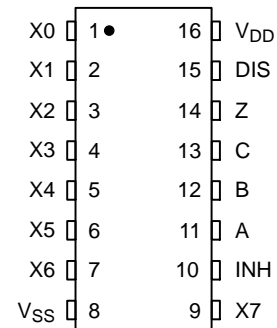 X0 1 16 VDD
X1 2 15 DIS
X2 3 14 Z
X3 4 13 C
X4 5 12 B
X5 6 11 A
X6 7 10 INH
VSS 8 9 X7